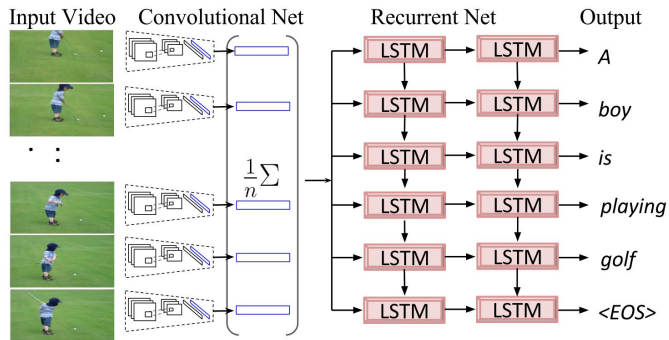 Input Video Convolutional Net Recurrent Net Output
LSTM LSTM A
LSTM LSTM boy
LSTM LSTM is
1/n Σ
LSTM LSTM playing
LSTM LSTM golf
LSTM LSTM <EOS>